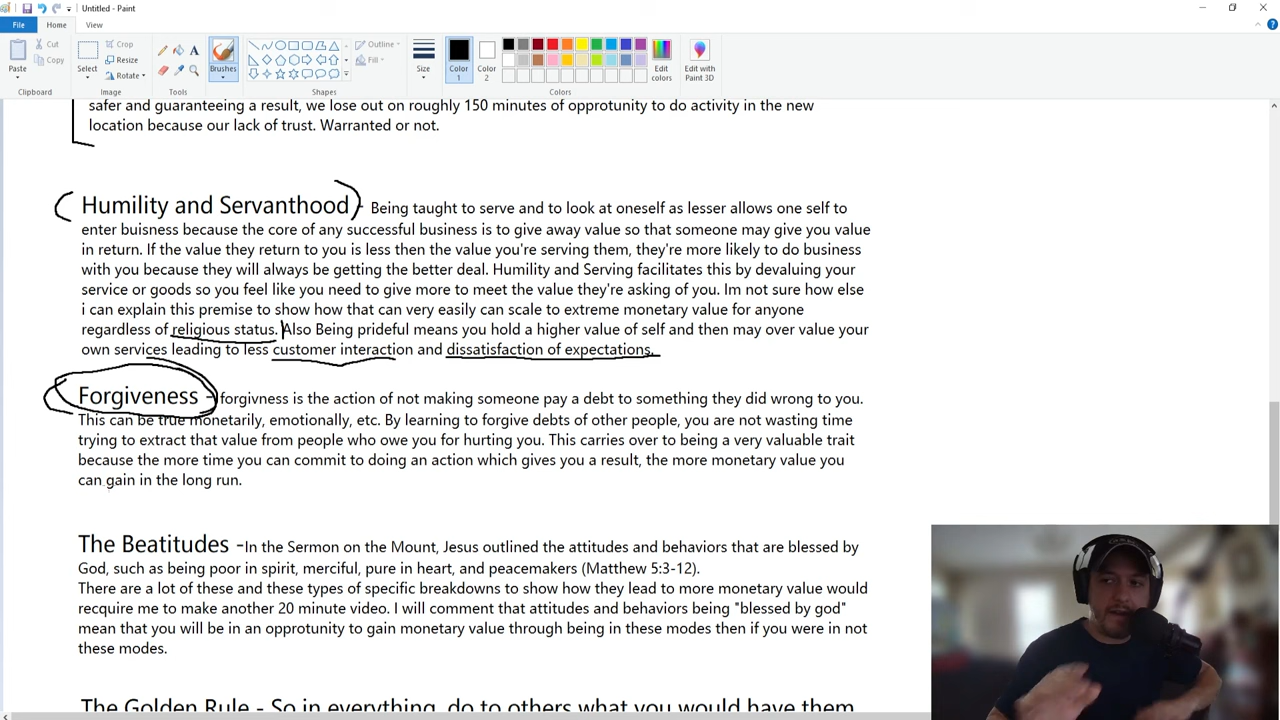 Untitled - Paint
File
Home
View
Paste
Cut
Copy
Clipboard
Select
Crop
Resize
Rotate
Image
Tools
Brushes
Shapes
Outline
Fill
Size
Color
1
Color
2
Edit
colors
Edit with
Paint 3D
Colors
safer and guaranteeing a result, we lose out on roughly 150 minutes of opprotunity to do activity in the new
location because our lack of trust. Warranted or not.
Humility and Servanthood - Being taught to serve and to look at oneself as lesser allows one self to
enter buisness because the core of any successful business is to give away value so that someone may give you value
in return. If the value they return to you is less then the value you're serving them, they're more likely to do business
with you because they will always be getting the better deal. Humility and Serving facilitates this by devaluing your
service or goods so you feel like you need to give more to meet the value they're asking of you. Im not sure how else
i can explain this premise to show how that can very easily can scale to extreme monetary value for anyone
regardless of religious status. Also Being prideful means you hold a higher value of self and then may over value your
own services leading to less customer interaction and dissatisfaction of expectations.
Forgiveness - forgivness is the action of not making someone pay a debt to something they did wrong to you.
This can be true monetarily, emotionally, etc. By learning to forgive debts of other people, you are not wasting time
trying to extract that value from people who owe you for hurting you. This carries over to being a very valuable trait
because the more time you can commit to doing an action which gives you a result, the more monetary value you
can gain in the long run.
The Beatitudes -In the Sermon on the Mount, Jesus outlined the attitudes and behaviors that are blessed by
God, such as being poor in spirit, merciful, pure in heart, and peacemakers (Matthew 5:3-12).
There are a lot of these and these types of specific breakdowns to show how they lead to more monetary value would
recquire me to make another 20 minute video. I will comment that attitudes and behaviors being "blessed by god"
mean that you will be in an opprotunity to gain monetary value through being in these modes then if you were in not
these modes.
The Golden Rule - So in everything, do to others what you would have them